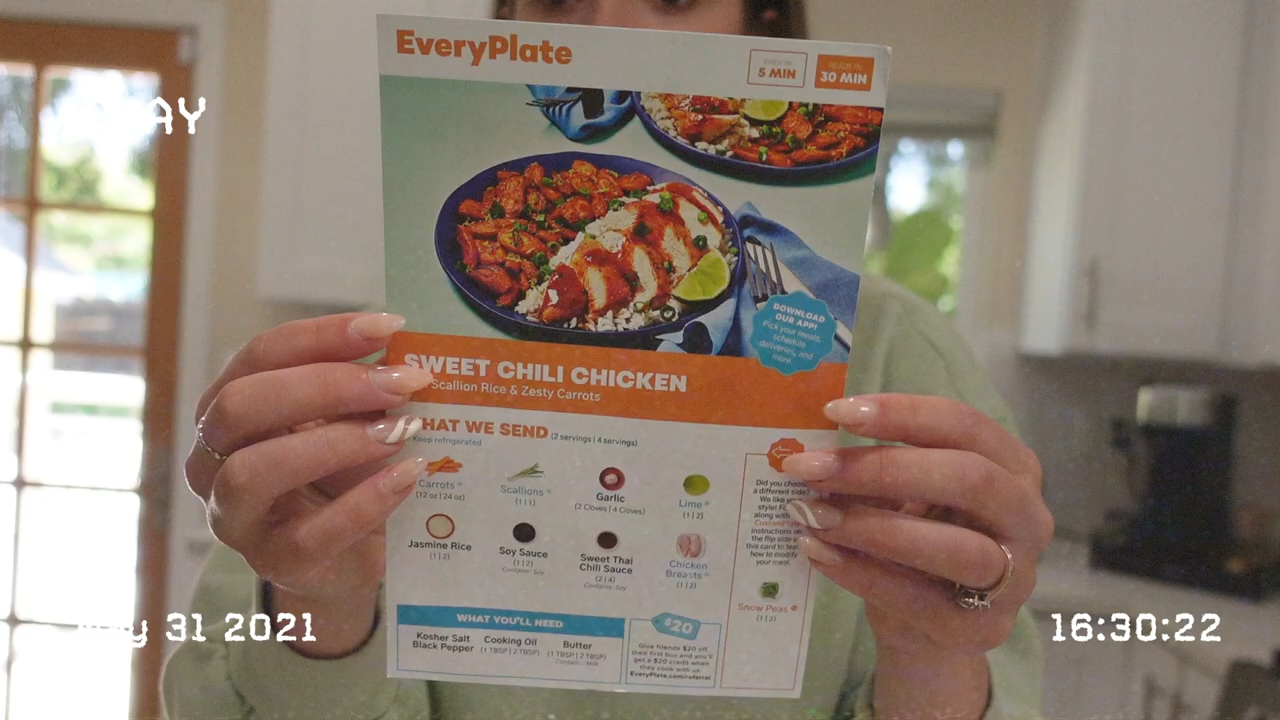 AY
EveryPlate
PREP IN
5 MIN
READY IN
30 MIN
DOWNLOAD
OUR APP!
Pick your meals,
schedule
deliveries, and
more.
SWEET CHILI CHICKEN
Scallion Rice & Zesty Carrots
HAT WE SEND (2 servings | 4 servings)
Keep refrigerated
Carrots
(12 oz | 24 oz)
Scallions
(1 | 1)
Garlic
(2 Cloves | 4 Cloves)
Lime
(1 | 2)
Jasmine Rice
(1 | 2)
Soy Sauce
(1 | 2)
Contains: Soy
Sweet Thai
Chili Sauce
(2 | 4)
Contains: Soy
Chicken
Breasts
(1 | 2)
Did you choose
a different side?
We like your
style!
along with
instructions on
the flip side of
this card to learn
how to modify
your meal.
Snow Peas
(1 | 2)
WHAT YOU'LL NEED
Kosher Salt
Black Pepper
Cooking Oil
(1 TBSP | 2 TBSP)
Butter
(1 TBSP | 2 TBSP)
Contains: Milk
$20
Give friends $20 off
their first box and you'll
get a $20 credit when
they cook with us.
EveryPlate.com/referral
y 31 2021
16:30:22